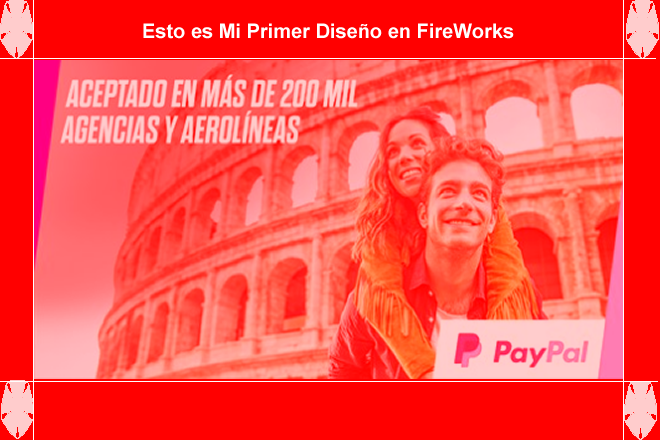 Esto es Mi Primer Diseño en FireWorks
ACEPTADO EN MÁS DE 200 MIL
AGENCIAS Y AEROLÍNEAS
PayPal